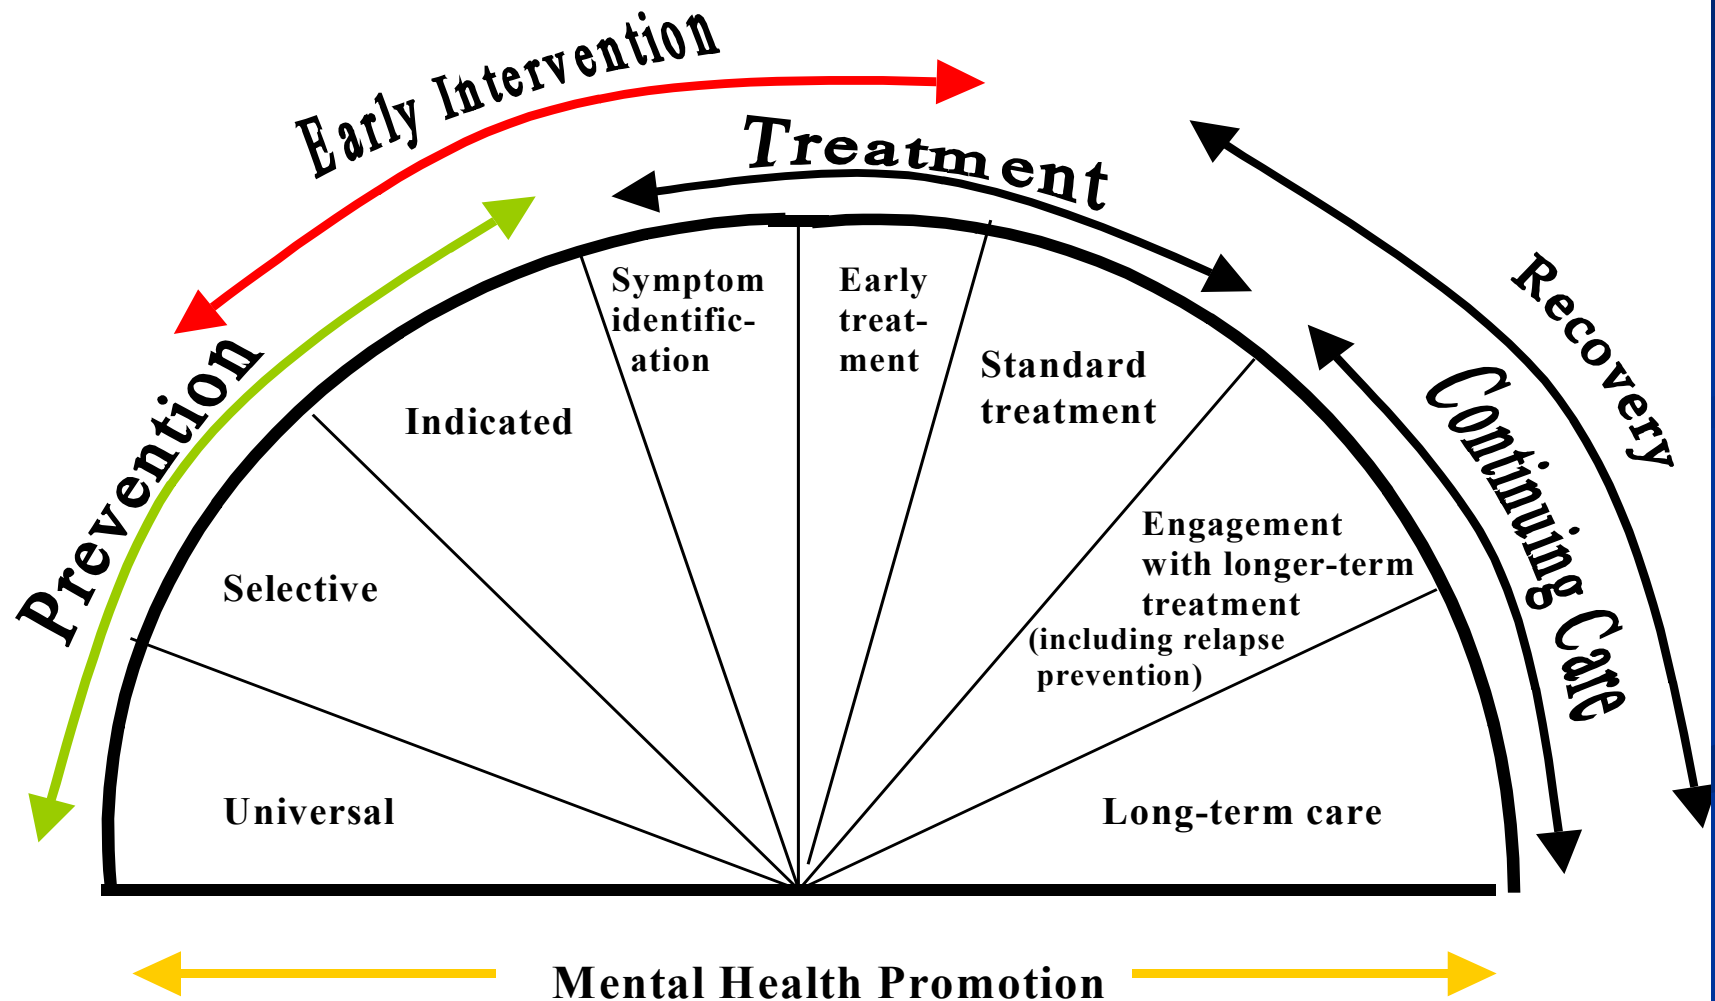 Early Intervention
Treatment
Prevention
Recovery
Continuing Care
Symptom
identific-
ation
Early
treat-
ment
Standard
treatment
Indicated
Selective
Engagement
with longer-term
treatment
(including relapse
prevention)
Universal
Long-term care
Mental Health Promotion